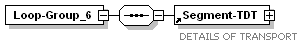 Loop-Group_6
Segment-TDT
DETAILS OF TRANSPORT